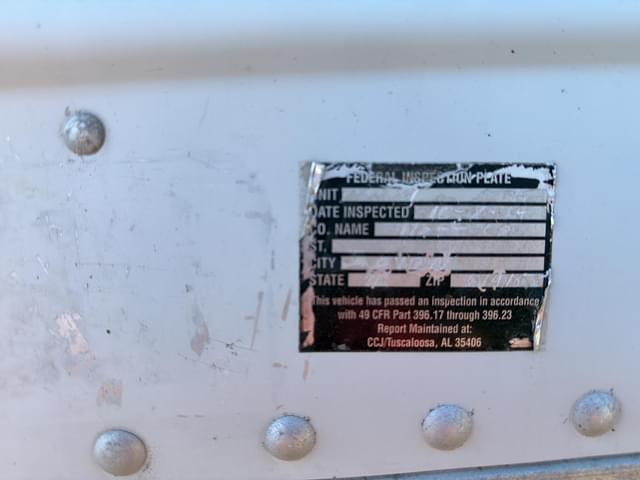 FEDERAL INSPECTION PLATE
UNIT
DATE INSPECTED
CO. NAME
ST.
CITY
STATE ZIP
This vehicle has passed an inspection in accordance
with 49 CFR Part 396.17 through 396.23
Report Maintained at:
CCJ/Tuscaloosa, AL 35406